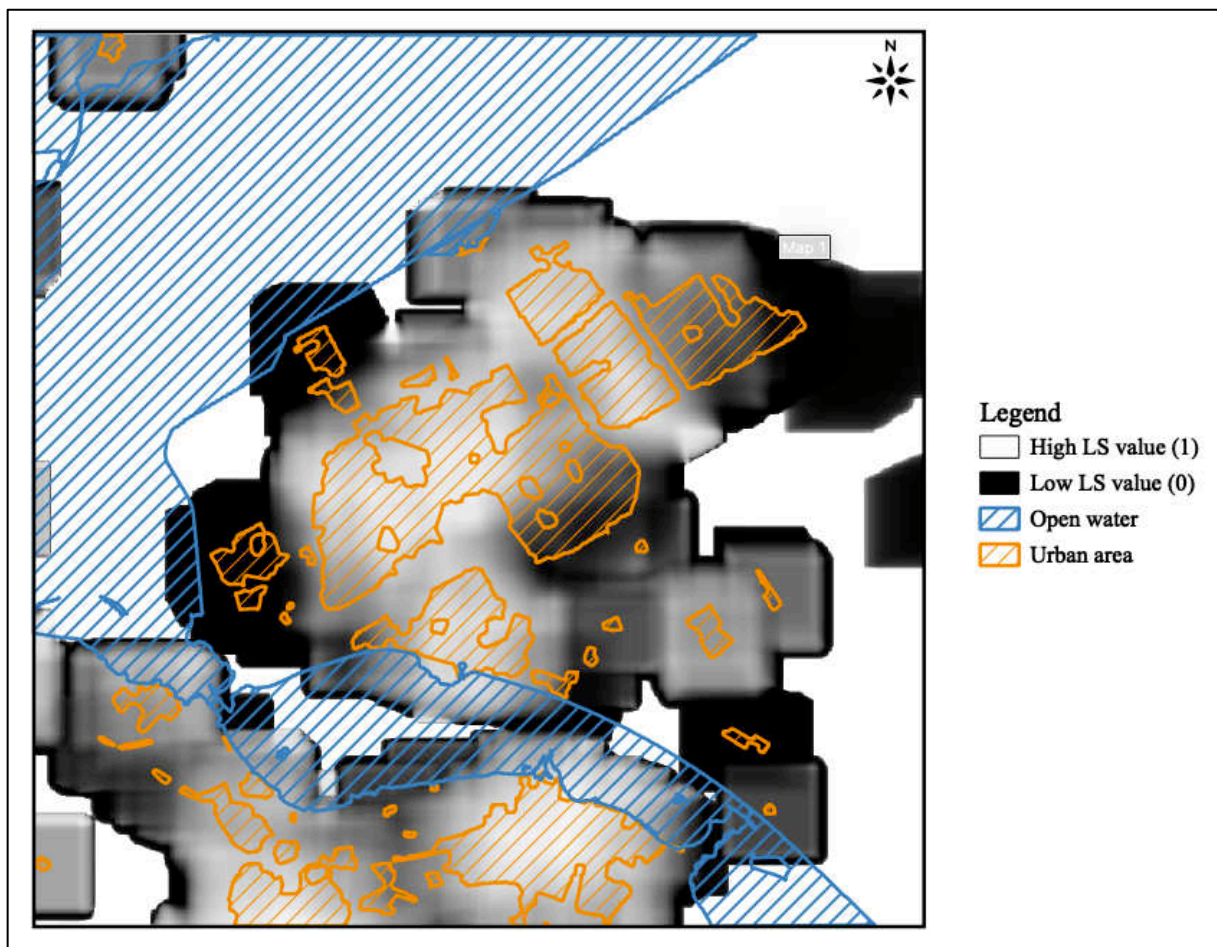 N
Map 1
Legend
High LS value (1)
Low LS value (0)
Open water
Urban area